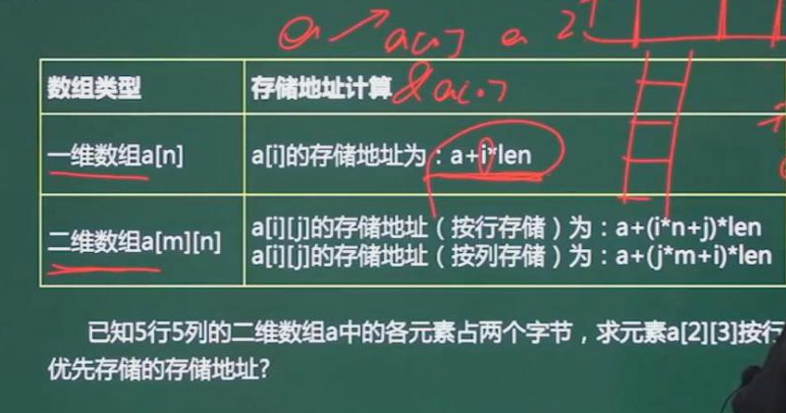 a → a[.] a 2
数组类型
存储地址计算 &a[.]
一维数组a[n]
a[i]的存储地址为：a+i*len
二维数组a[m][n]
a[i][j]的存储地址（按行存储）为：a+(i*n+j)*len
a[i][j]的存储地址（按列存储）为：a+(j*m+i)*len
已知5行5列的二维数组a中的各元素占两个字节，求元素a[2][3]按行
优先存储的存储地址?